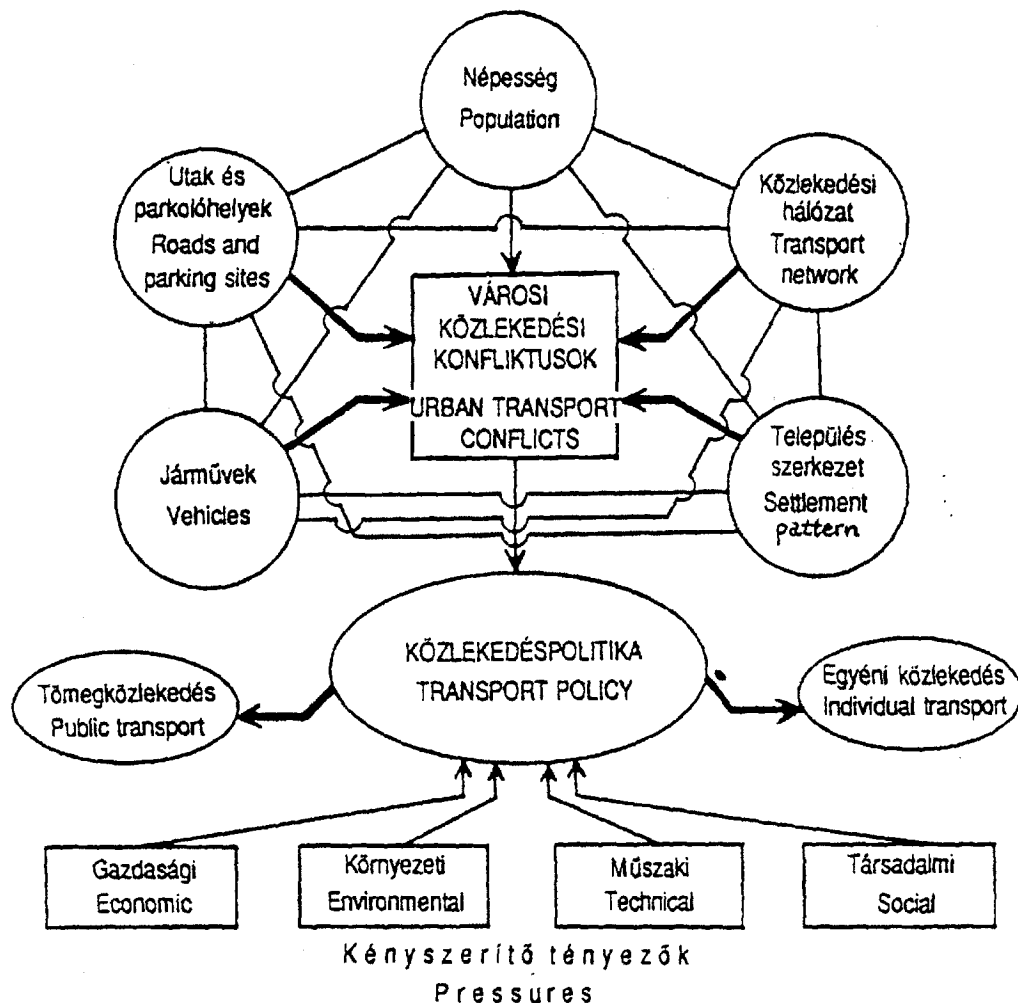 Népesség
Population
Utak és
parkolóhelyek
Roads and
parking sites
Közlekedési
hálózat
Transport
network
VÁROSI
KÖZLEKEDÉSI
KONFLIKTUSOK
URBAN TRANSPORT
CONFLICTS
Járművek
Vehicles
Település
szerkezet
Settlement
pattern
KÖZLEKEDÉSPOLITIKA
TRANSPORT POLICY
Tömegközlekedés
Public transport
Egyéni közlekedés
Individual transport
Gazdasági
Economic
Környezeti
Environmental
Műszaki
Technical
Társadalmi
Social
Kényszerítő tényezők
Pressures